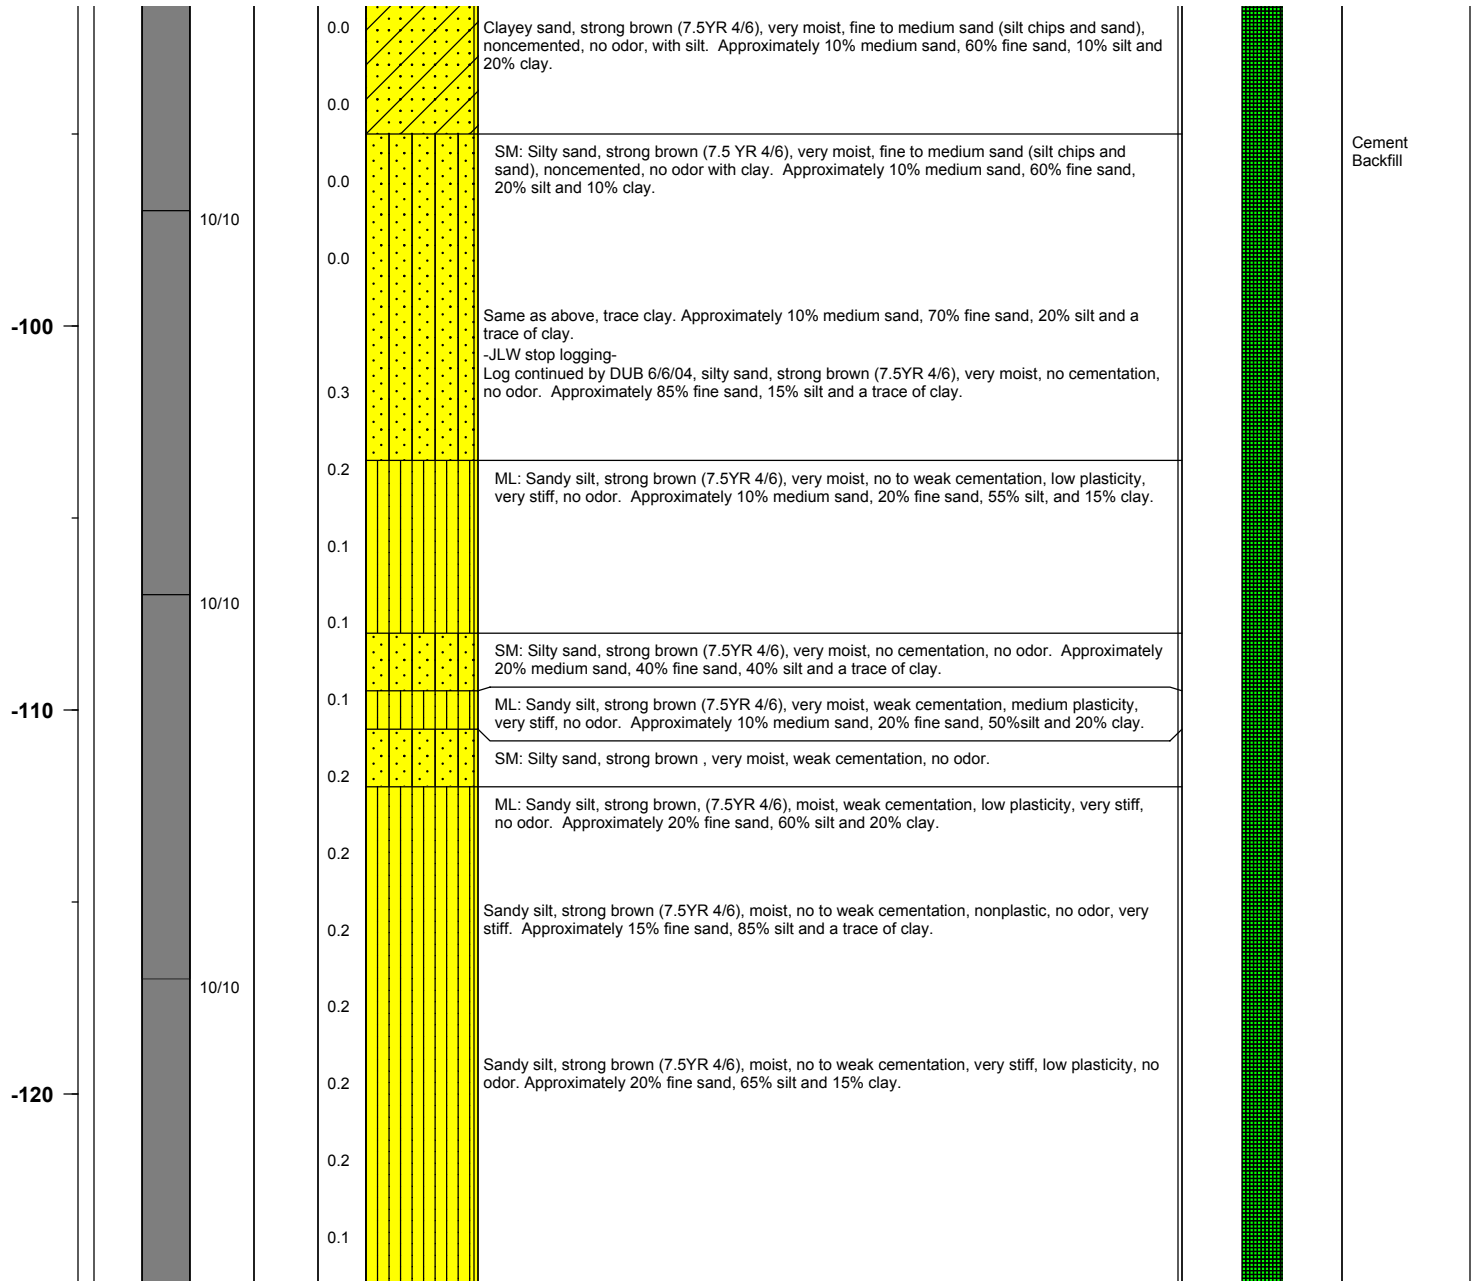 0.0
Clayey sand, strong brown (7.5YR 4/6), very moist, fine to medium sand (silt chips and sand),
noncemented, no odor, with silt.  Approximately 10% medium sand, 60% fine sand, 10% silt and
20% clay.
0.0
Cement
Backfill
SM: Silty sand, strong brown (7.5 YR 4/6), very moist, fine to medium sand (silt chips and
sand), noncemented, no odor with clay.  Approximately 10% medium sand, 60% fine sand,
20% silt and 10% clay.
0.0
10/10
0.0
-100
Same as above, trace clay. Approximately 10% medium sand, 70% fine sand, 20% silt and a
trace of clay.
-JLW stop logging-
Log continued by DUB 6/6/04, silty sand, strong brown (7.5YR 4/6), very moist, no cementation,
no odor.  Approximately 85% fine sand, 15% silt and a trace of clay.
0.3
0.2
ML: Sandy silt, strong brown (7.5YR 4/6), very moist, no to weak cementation, low plasticity,
very stiff, no odor.  Approximately 10% medium sand, 20% fine sand, 55% silt, and 15% clay.
0.1
10/10
0.1
SM: Silty sand, strong brown (7.5YR 4/6), very moist, no cementation, no odor.  Approximately
20% medium sand, 40% fine sand, 40% silt and a trace of clay.
0.1
-110
ML: Sandy silt, strong brown (7.5YR 4/6), very moist, weak cementation, medium plasticity,
very stiff, no odor.  Approximately 10% medium sand, 20% fine sand, 50%silt and 20% clay.
SM: Silty sand, strong brown , very moist, weak cementation, no odor.
0.2
ML: Sandy silt, strong brown, (7.5YR 4/6), moist, weak cementation, low plasticity, very stiff,
no odor.  Approximately 20% fine sand, 60% silt and 20% clay.
0.2
Sandy silt, strong brown (7.5YR 4/6), moist, no to weak cementation, nonplastic, no odor, very
stiff.  Approximately 15% fine sand, 85% silt and a trace of clay.
0.2
10/10
0.2
Sandy silt, strong brown (7.5YR 4/6), moist, no to weak cementation, very stiff, low plasticity, no
odor. Approximately 20% fine sand, 65% silt and 15% clay.
0.2
-120
0.2
0.1